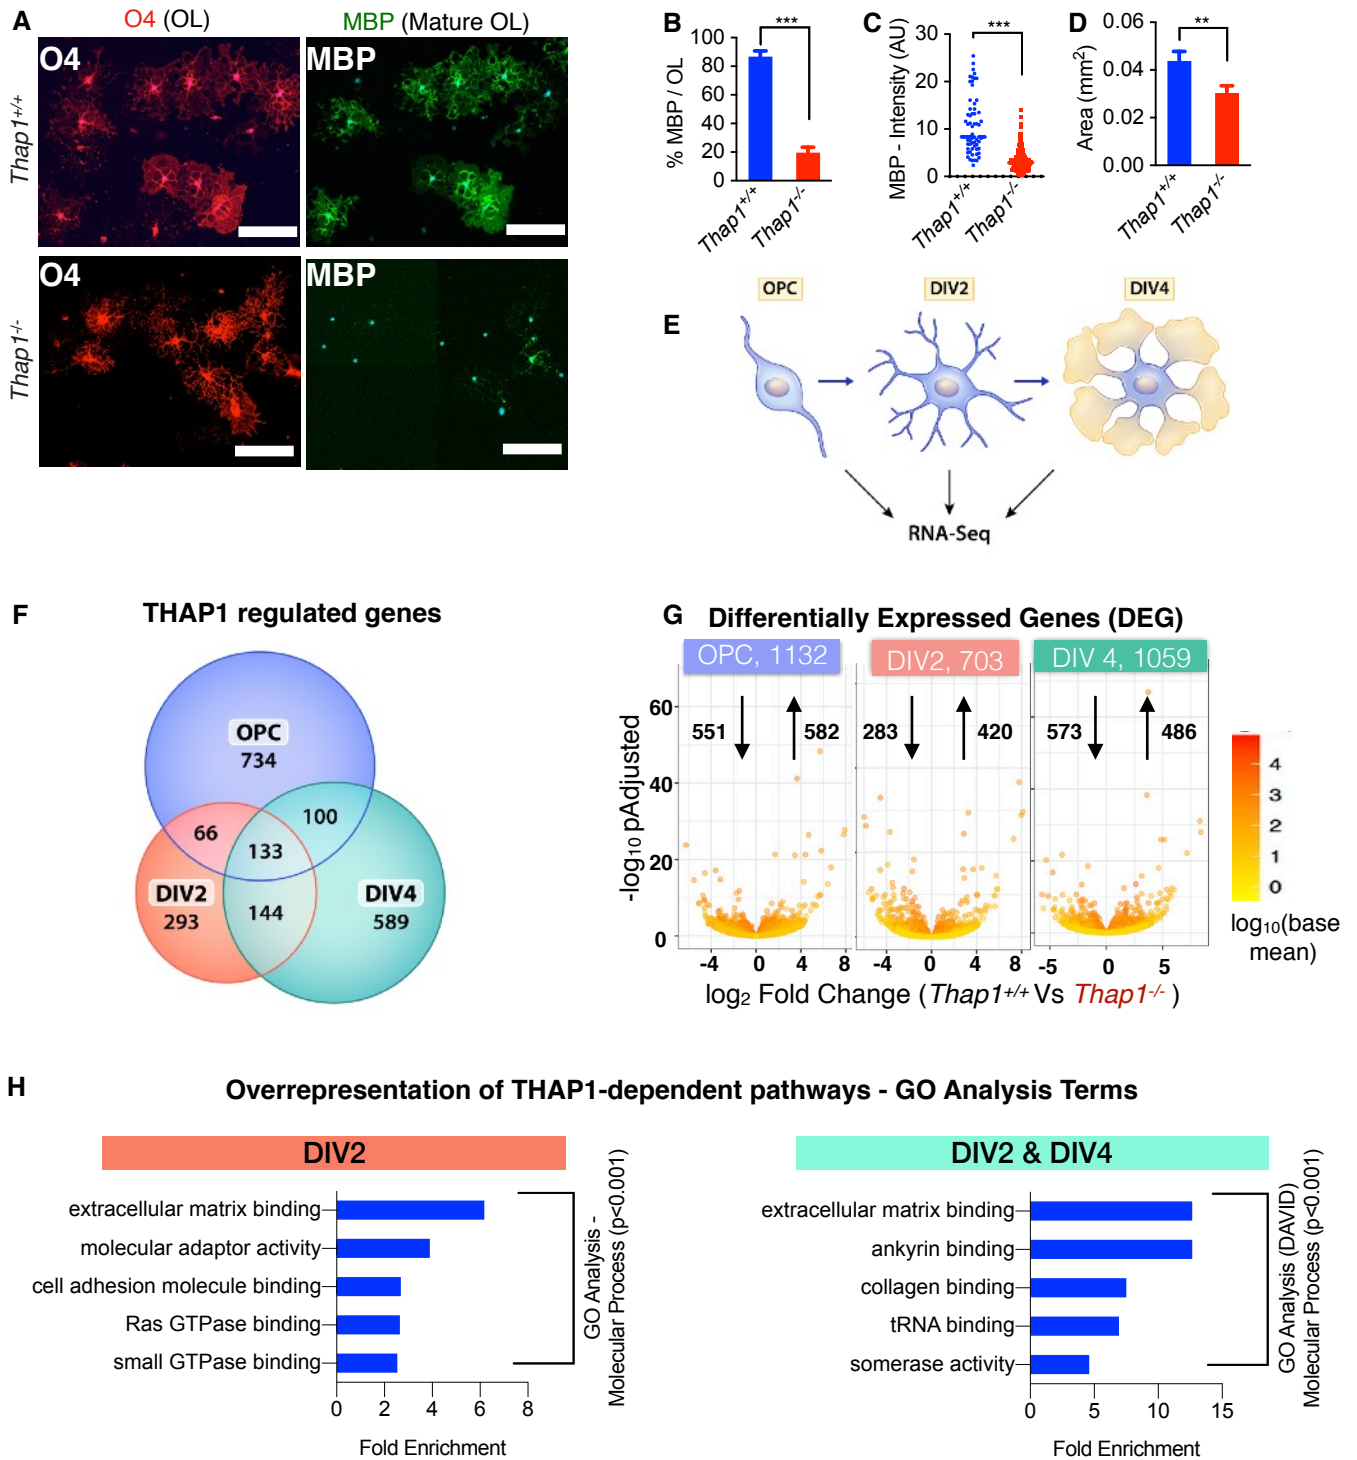 A
O4 (OL)
MBP (Mature OL)
O4
MBP
Thap1+/+
O4
MBP
Thap1-/-
B
***
% MBP / OL
100
80
60
40
20
0
Thap1+/+
Thap1-/-
C
***
MBP - Intensity (AU)
30
20
10
0
Thap1+/+
Thap1-/-
D
**
Area (mm2)
0.06
0.04
0.02
0.00
Thap1+/+
Thap1-/-
E
OPC
DIV2
DIV4
RNA-Seq
F
THAP1 regulated genes
OPC
734
66
100
133
DIV2
293
144
DIV4
589
G
Differentially Expressed Genes (DEG)
OPC, 1132
DIV2, 703
DIV 4, 1059
551
582
283
420
573
486
-log10 pAdjusted
60
40
20
0
-4 0 4 8
-4 0 4 8
-5 0 5
log2 Fold Change (Thap1+/+ Vs Thap1-/- )
4
3
2
1
0
log10(base
mean)
H
Overrepresentation of THAP1-dependent pathways - GO Analysis Terms
DIV2
extracellular matrix binding
molecular adaptor activity
cell adhesion molecule binding
Ras GTPase binding
small GTPase binding
0 2 4 6 8
Fold Enrichment
GO Analysis -
Molecular Process (p<0.001)
DIV2 & DIV4
extracellular matrix binding
ankyrin binding
collagen binding
tRNA binding
somerase activity
0 5 10 15
Fold Enrichment
GO Analysis (DAVID)
Molecular Process (p<0.001)